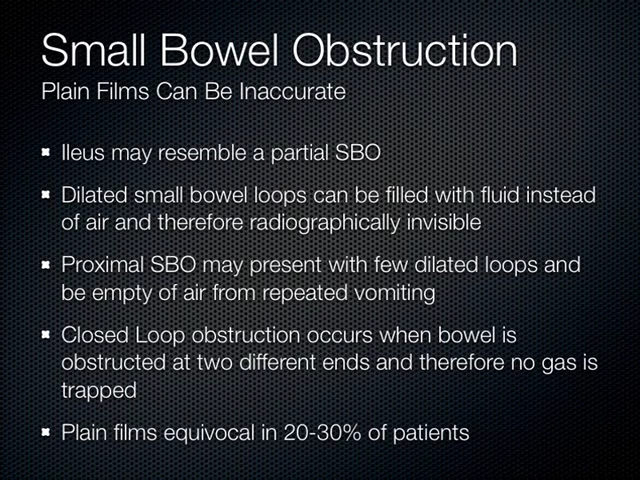 Small Bowel Obstruction
Plain Films Can Be Inaccurate
Ileus may resemble a partial SBO
Dilated small bowel loops can be filled with fluid instead
of air and therefore radiographically invisible
Proximal SBO may present with few dilated loops and
be empty of air from repeated vomiting
Closed Loop obstruction occurs when bowel is
obstructed at two different ends and therefore no gas is
trapped
Plain films equivocal in 20-30% of patients